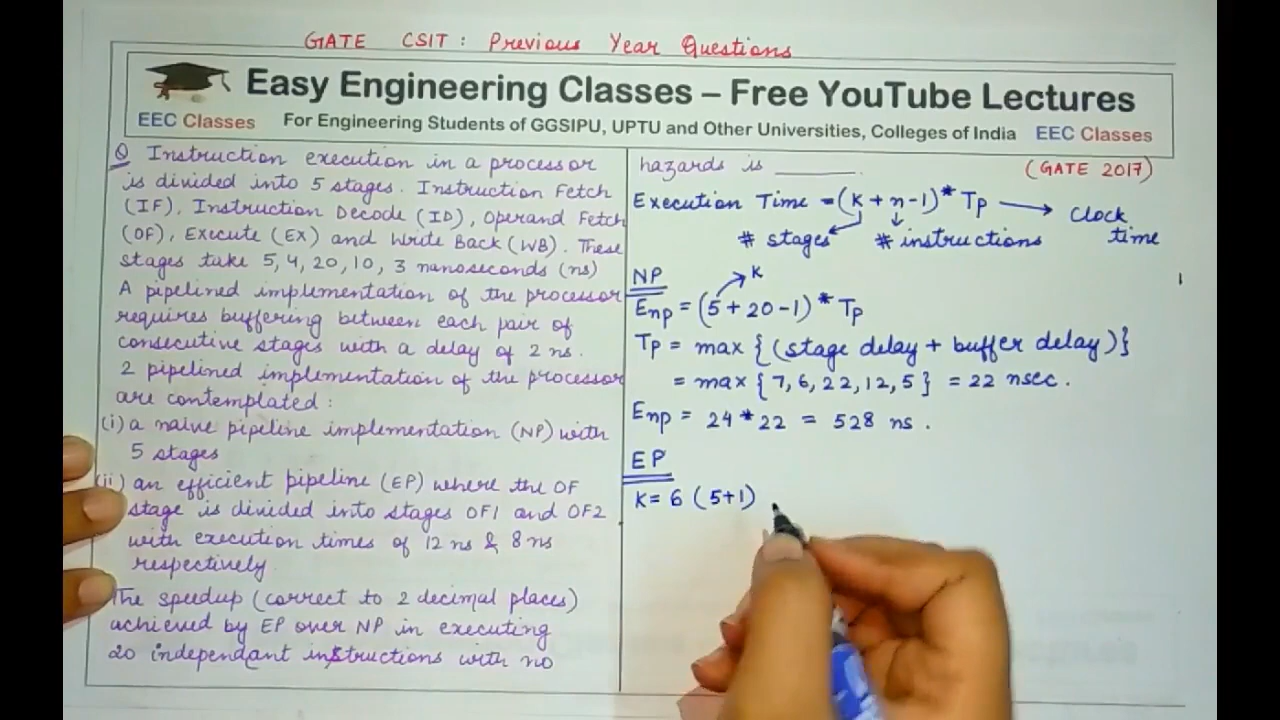 GATE CSIT: Previous Year Questions
Easy Engineering Classes – Free YouTube Lectures
EEC Classes For Engineering Students of GGSIPU, UPTU and Other Universities, Colleges of India EEC Classes
Q Instruction execution in a processor
is divided into 5 stages. Instruction Fetch
(IF), Instruction Decode (ID), Operand Fetch
(OF), Execute (EX) and Write Back (WB). These
stages take 5, 4, 20, 10, 3 nanoseconds (ns)
A pipelined implementation of the processor
requires buffering between each pair of
consecutive stages with a delay of 2 ns.
2 pipelined implementation of the processor
are contemplated:
(i) a naive pipeline implementation (NP) with
5 stages
(ii) an efficient pipeline (EP) where the OF
stage is divided into stages OF1 and OF2
with execution times of 12 ns & 8 ns
respectively
The speedup (correct to 2 decimal places)
achieved by EP over NP in executing
20 independant instructions with no
hazards is ______.
(GATE 2017)
Execution Time = (K + n - 1) * Tp → clock time
# stages # instructions
NP
K
Enp = (5 + 20 - 1) * Tp
Tp = max {(stage delay + buffer delay)}
= max {7, 6, 22, 12, 5} = 22 nsec.
Enp = 24 * 22 = 528 ns.
EP
K = 6 (5+1)